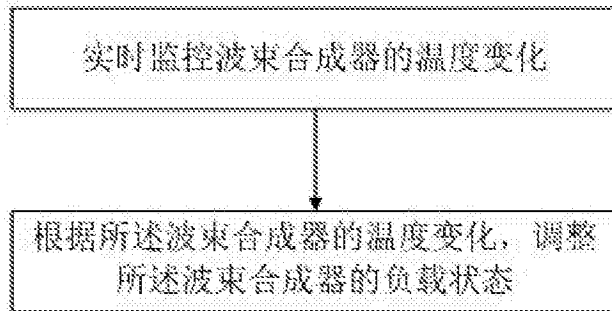 实时监控波束合成器的温度变化
根据所述波束合成器的温度变化，调整
所述波束合成器的负载状态